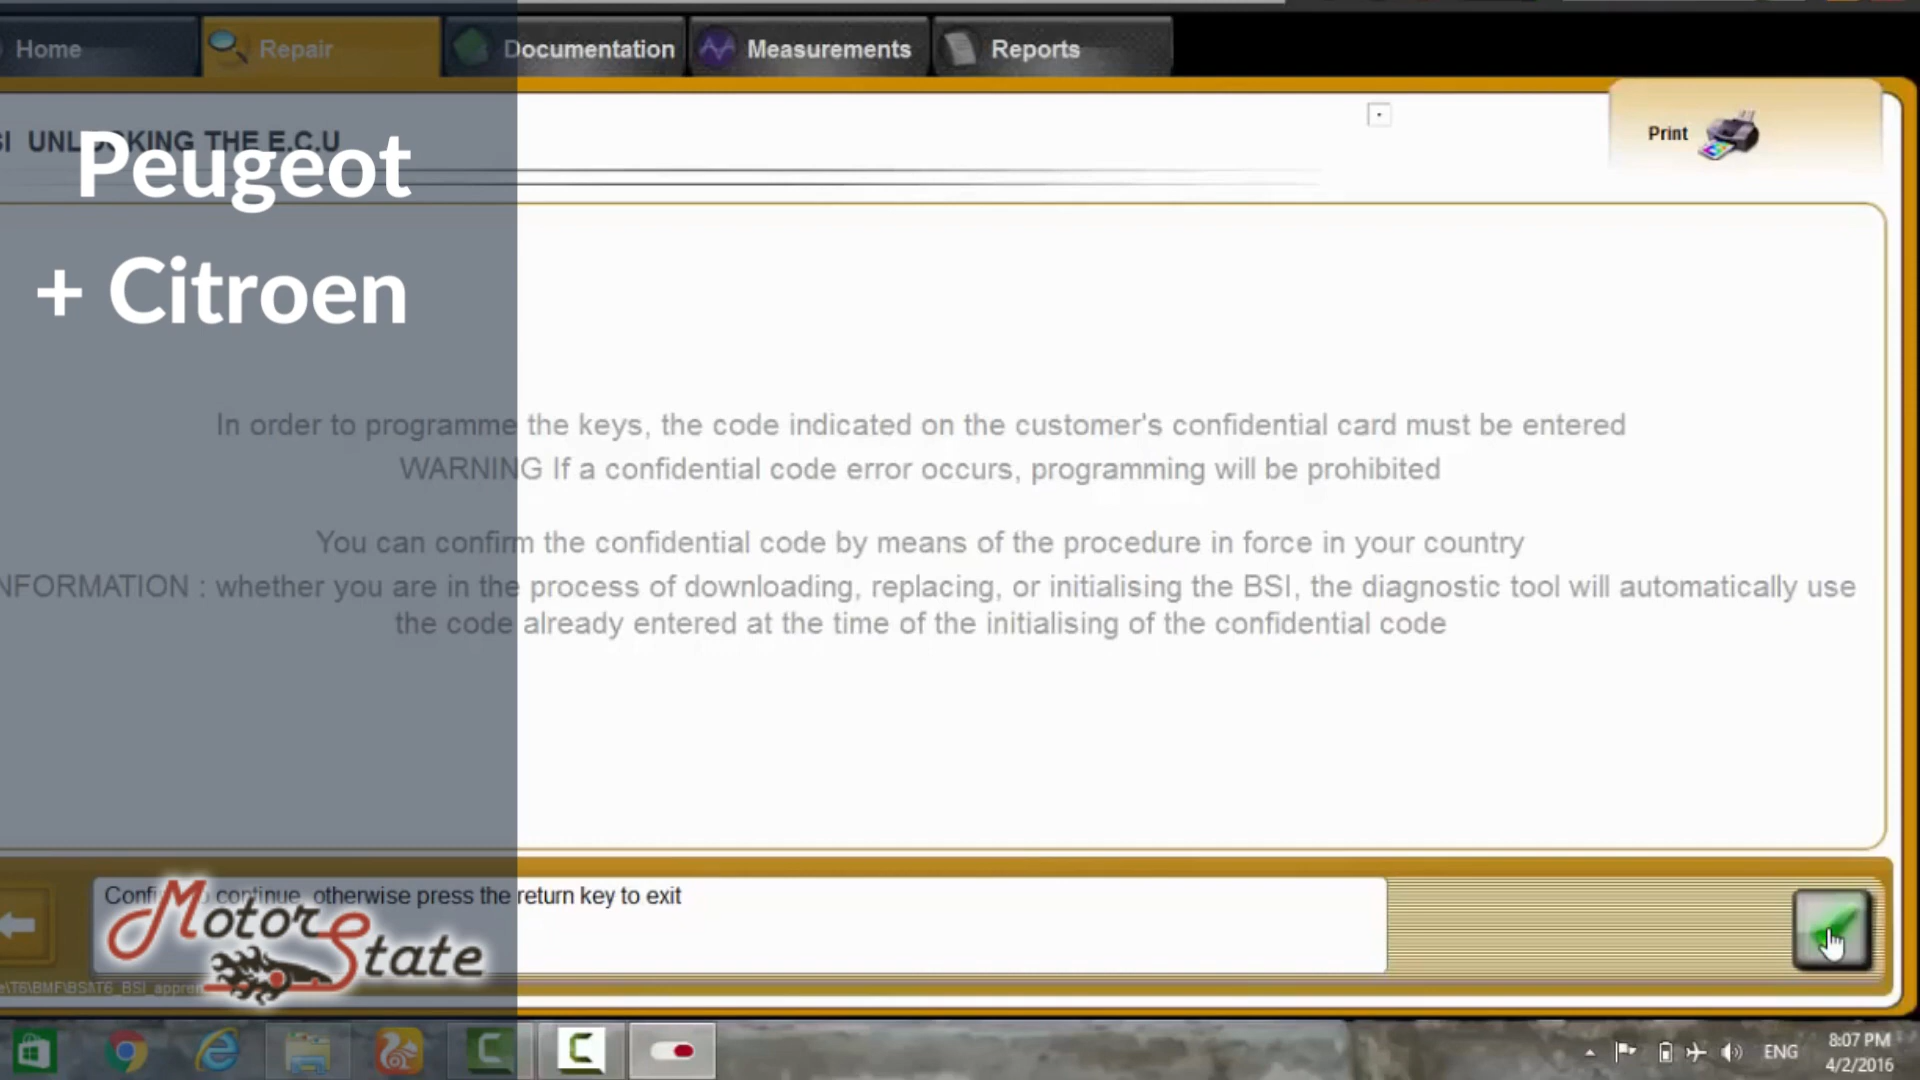 Home
Repair
Documentation
Measurements
Reports
UNLOCKING THE E.C.U
Print
Peugeot
+ Citroen
In order to programme the keys, the code indicated on the customer's confidential card must be entered
WARNING If a confidential code error occurs, programming will be prohibited
You can confirm the confidential code by means of the procedure in force in your country
NFORMATION : whether you are in the process of downloading, replacing, or initialising the BSI, the diagnostic tool will automatically use
the code already entered at the time of the initialising of the confidential code
continue, otherwise press the return key to exit
Motor
State
ENG
8:07 PM
4/2/2016